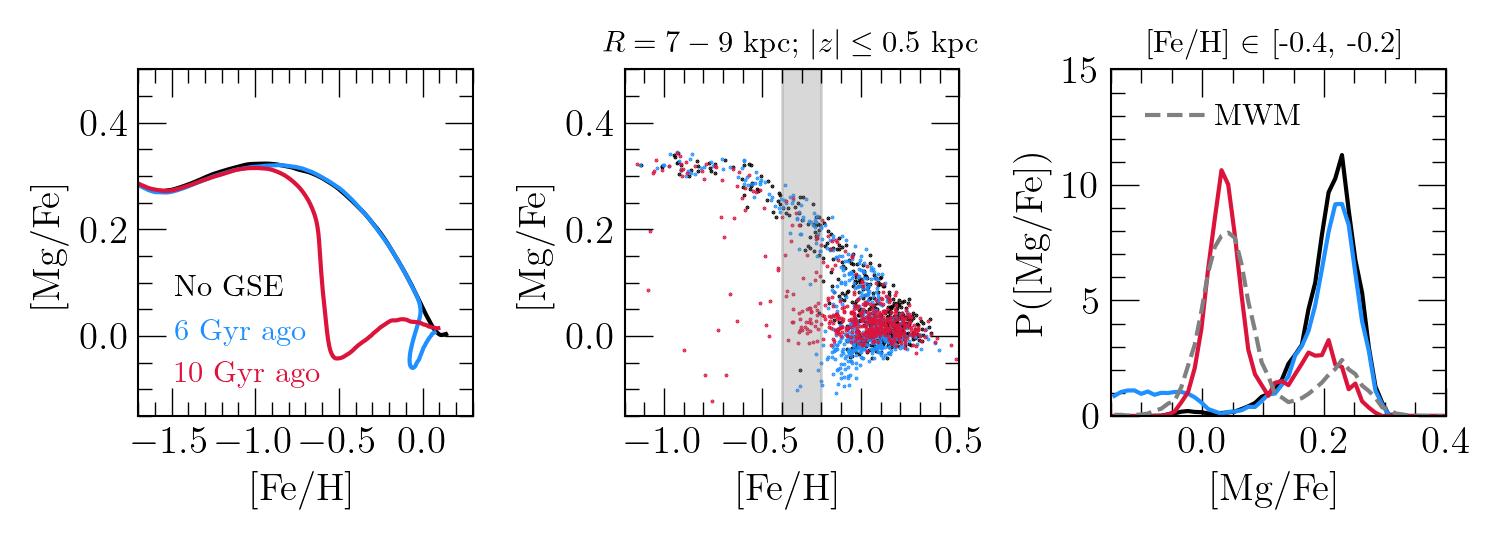 [Mg/Fe]
0.4
0.2
0.0
No GSE
6 Gyr ago
10 Gyr ago
−1.5 −1.0 −0.5 0.0
[Fe/H]
R = 7 − 9 kpc; |z| ≤ 0.5 kpc
[Mg/Fe]
0.4
0.2
0.0
−1.0 −0.5 0.0 0.5
[Fe/H]
[Fe/H] ∈ [-0.4, -0.2]
P([Mg/Fe])
15
10
5
0
MWM
0.0 0.2 0.4
[Mg/Fe]